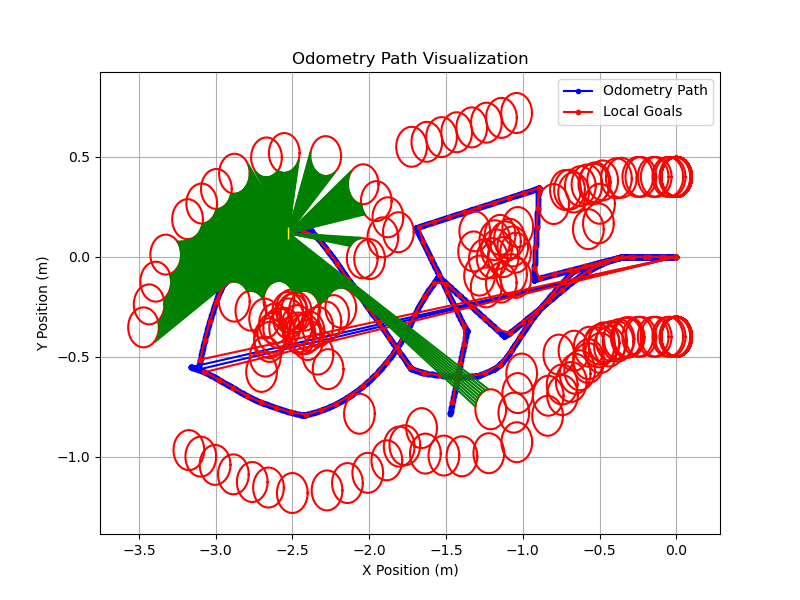 Odometry Path Visualization
Odometry Path
Local Goals
Y Position (m)
0.5
0.0
−0.5
−1.0
−3.5 −3.0 −2.5 −2.0 −1.5 −1.0 −0.5 0.0
X Position (m)